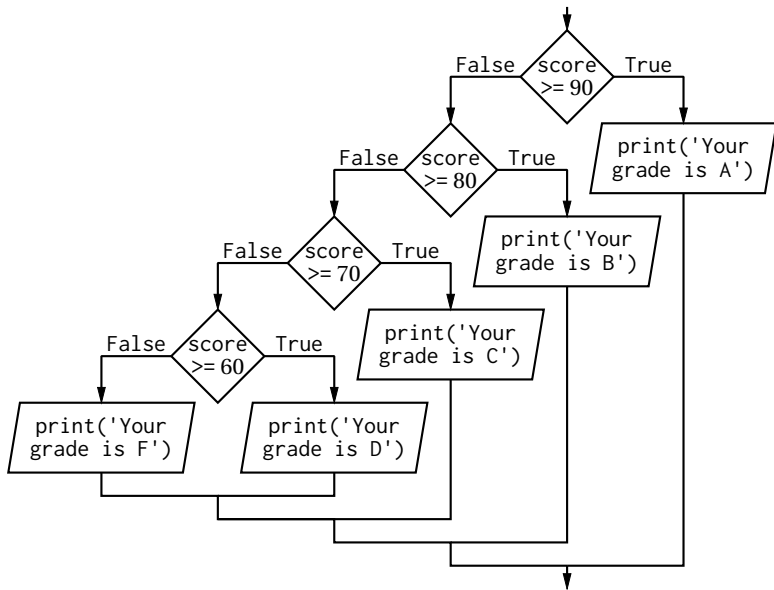 False
score
>= 90
True
print('Your
grade is A')
False
score
>= 80
True
print('Your
grade is B')
False
score
>= 70
True
print('Your
grade is C')
False
score
>= 60
True
print('Your
grade is F')
print('Your
grade is D')